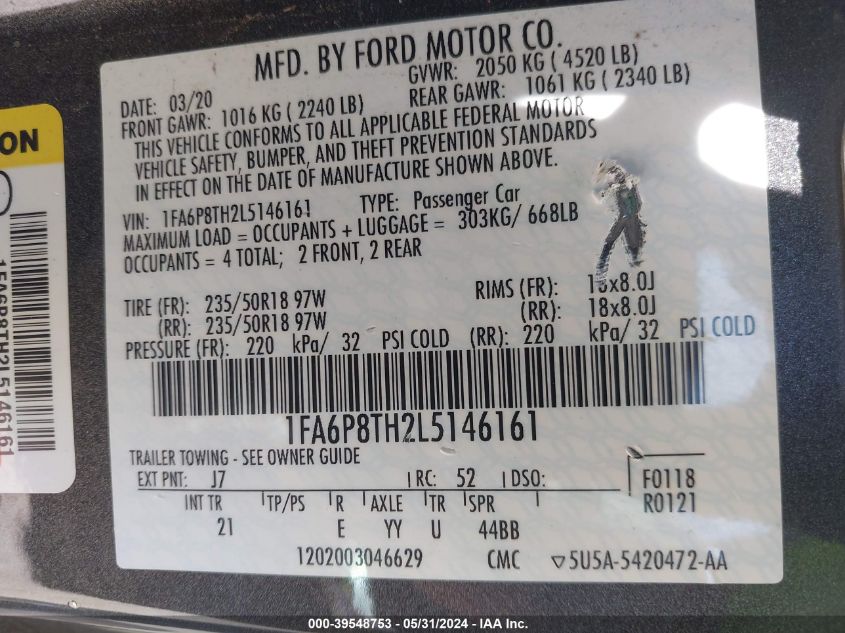 MFD. BY FORD MOTOR CO.
DATE: 03/20 GVWR: 2050 KG ( 4520 LB)
FRONT GAWR: 1016 KG ( 2240 LB) REAR GAWR: 1061 KG ( 2340 LB)
THIS VEHICLE CONFORMS TO ALL APPLICABLE FEDERAL MOTOR
VEHICLE SAFETY, BUMPER, AND THEFT PREVENTION STANDARDS
IN EFFECT ON THE DATE OF MANUFACTURE SHOWN ABOVE.
VIN: 1FA6P8TH2L5146161 TYPE: Passenger Car
MAXIMUM LOAD = OCCUPANTS + LUGGAGE = 303KG/ 668LB
OCCUPANTS = 4 TOTAL; 2 FRONT, 2 REAR
TIRE (FR): 235/50R18 97W RIMS (FR): 18x8.0J
(RR): 235/50R18 97W (RR): 18x8.0J
PRESSURE (FR): 220 kPa/ 32 PSI COLD (RR): 220 kPa/ 32 PSI COLD
1FA6P8TH2L5146161
TRAILER TOWING - SEE OWNER GUIDE
EXT PNT: J7 RC: 52 DSO: F0118
R0121
INT TR TP/PS R AXLE TR SPR
21 E YY U 44BB
1202003046629 CMC ▽5U5A-5420472-AA
ON
1FA6P8TH2L5146161
000-39548753 - 05/31/2024 - IAA Inc.